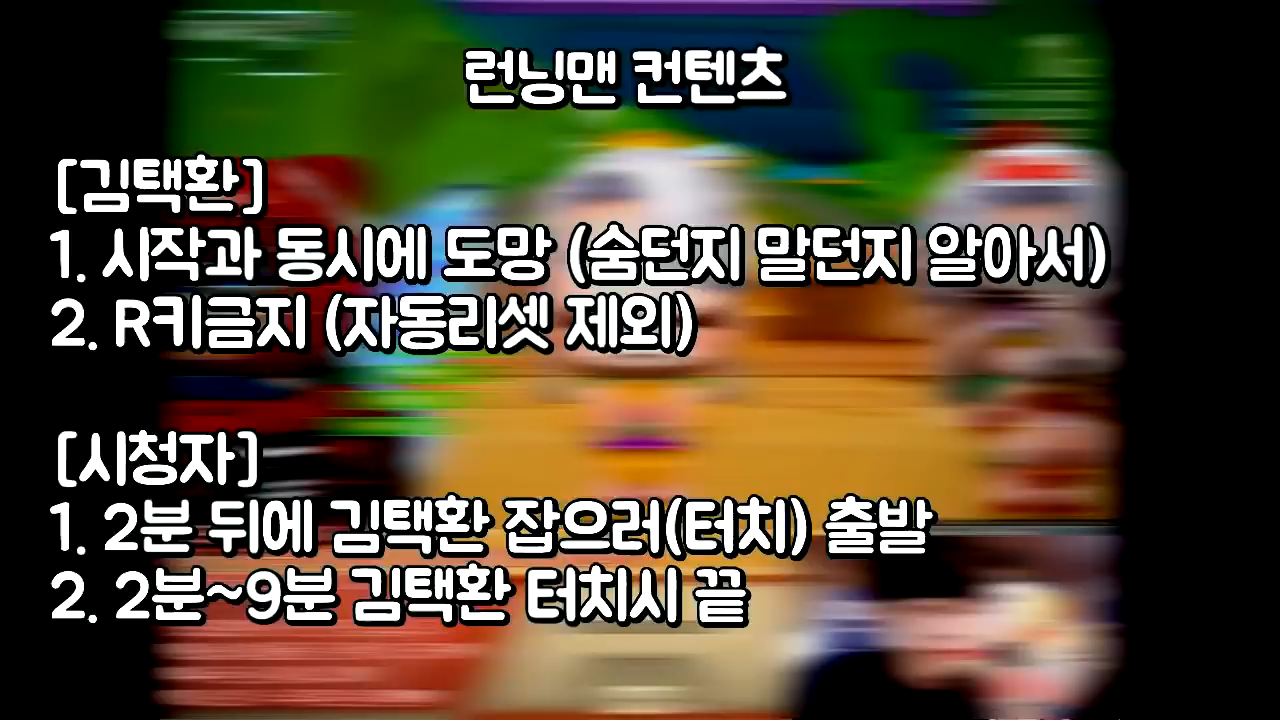 런닝맨 컨텐츠
[김택환]
1. 시작과 동시에 도망 (숨던지 말던지 알아서)
2. R키금지 (자동리셋 제외)
[시청자]
1. 2분 뒤에 김택환 잡으러(터치) 출발
2. 2분~9분 김택환 터치시 끝